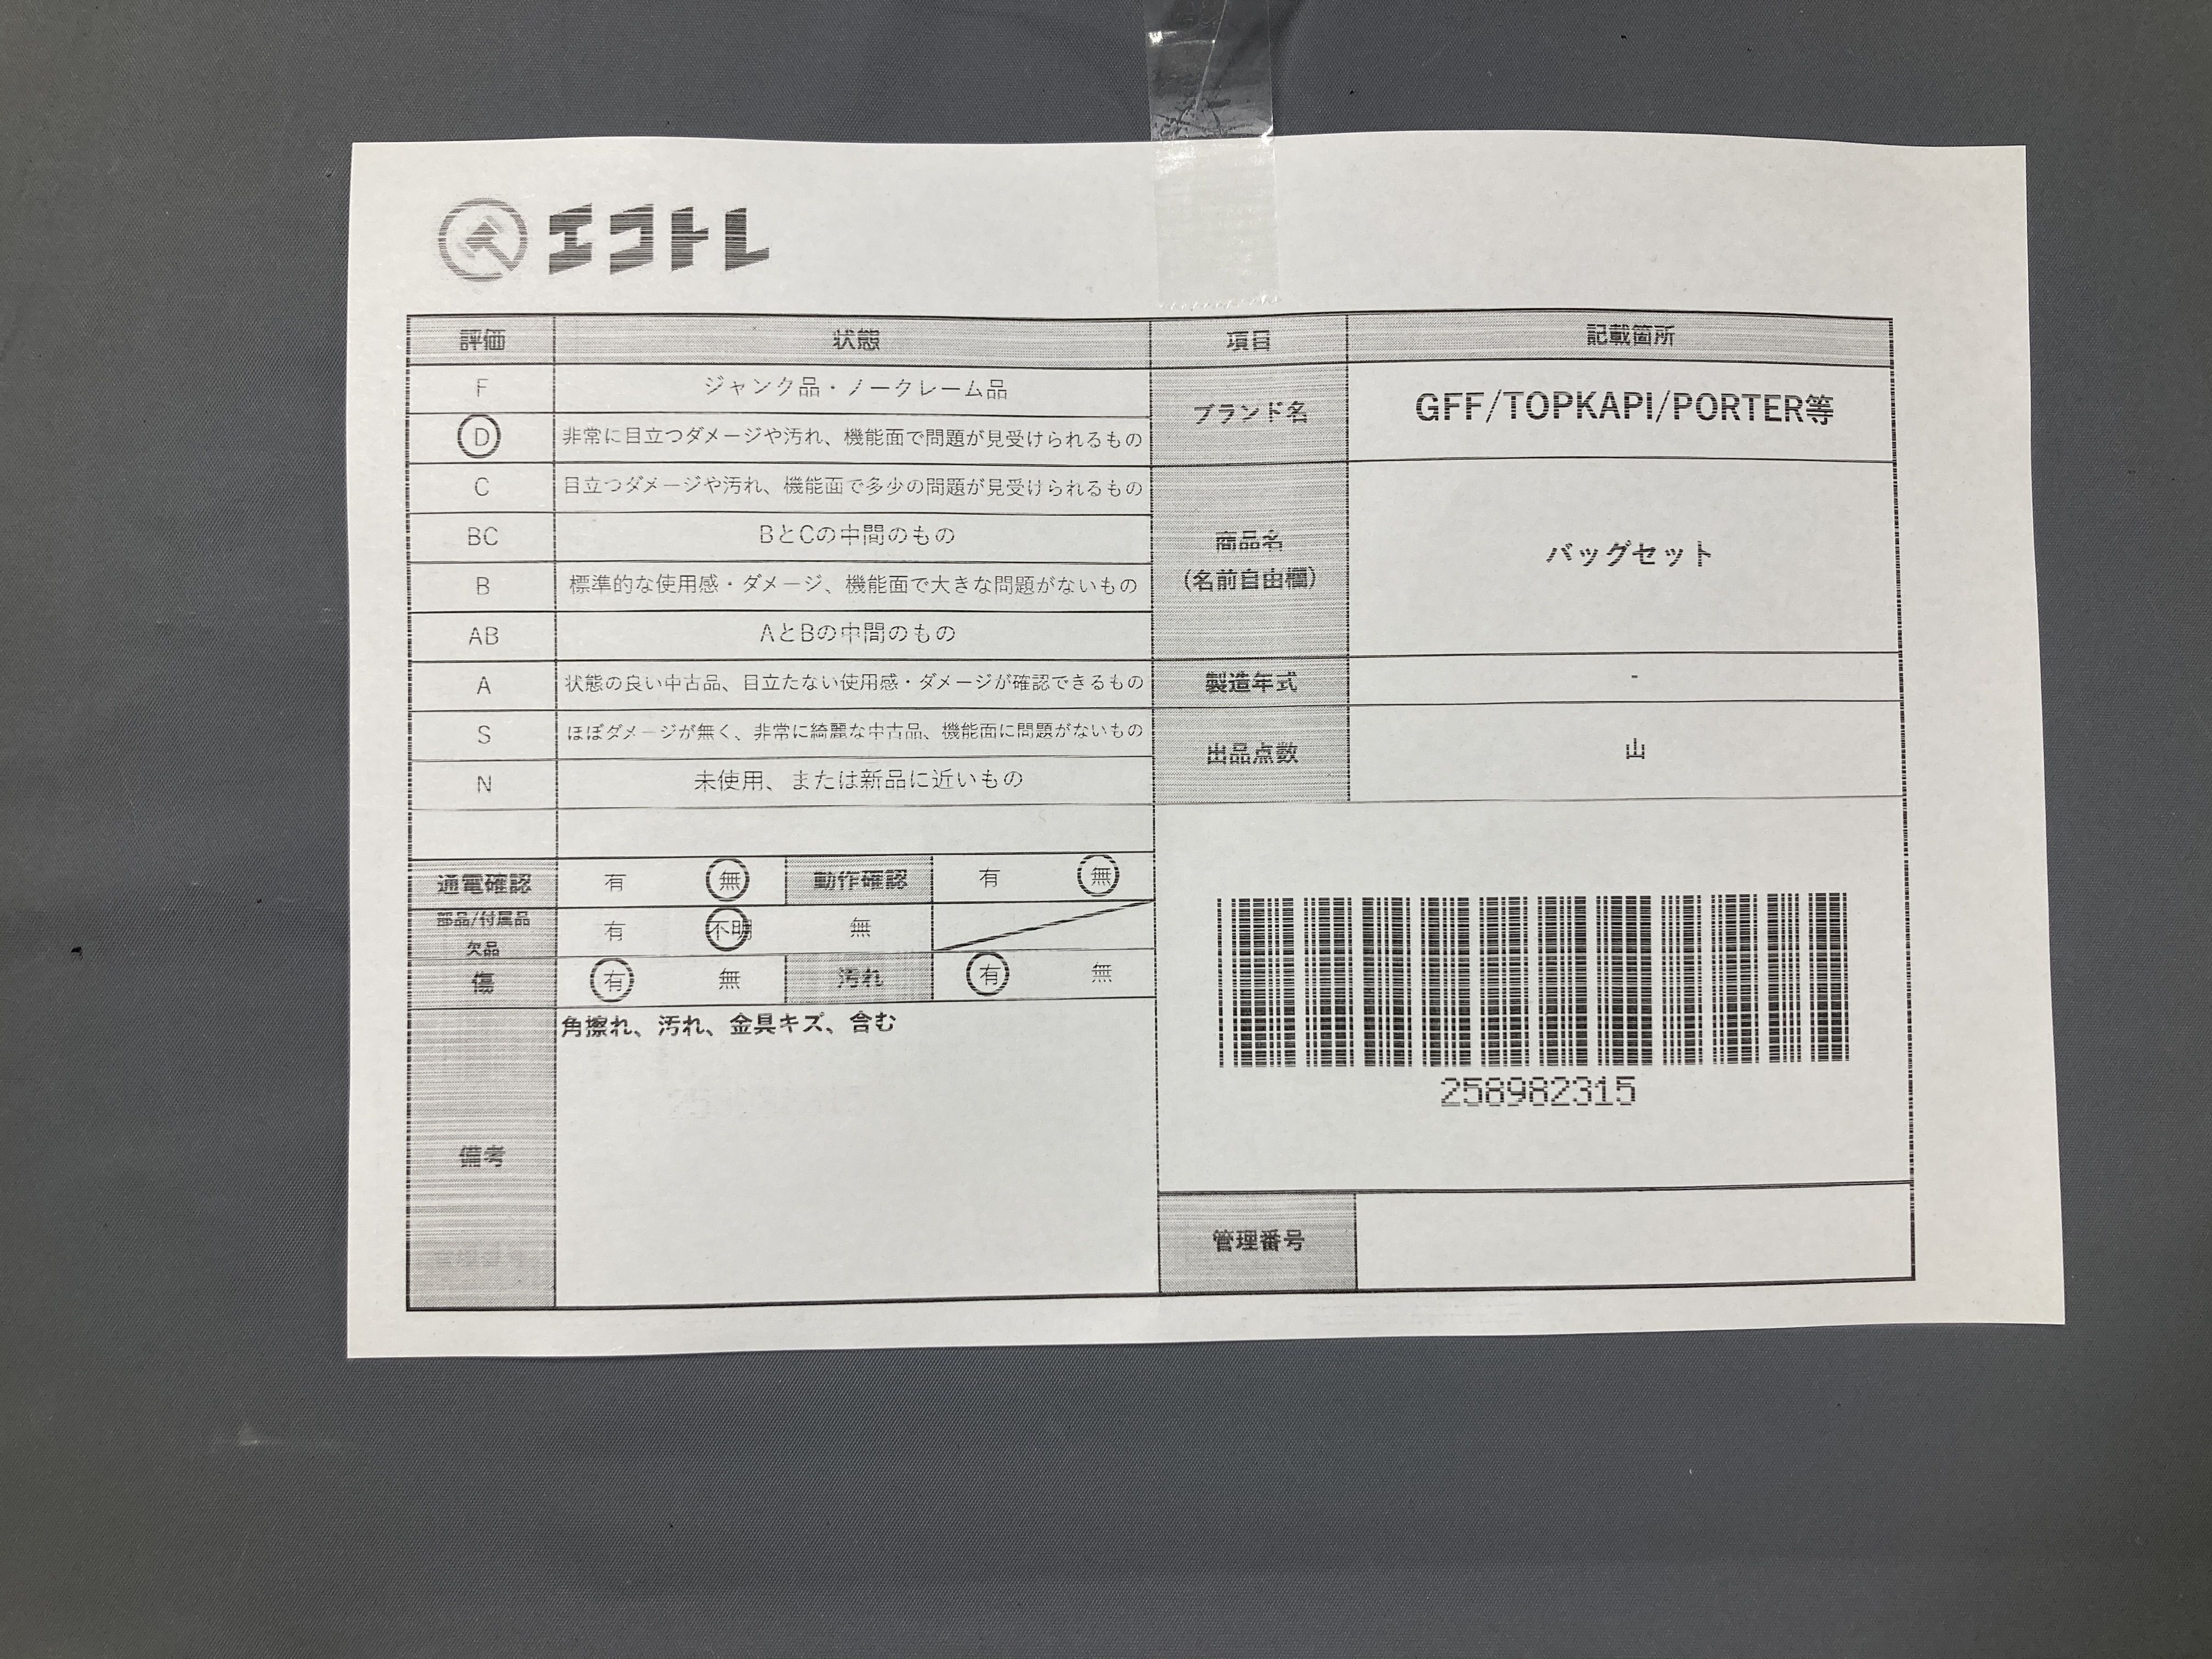 エコトレ
評価 状態 項目 記載箇所
F ジャンク品・ノークレーム品
ブランド名 GFF/TOPKAPI/PORTER等
D 非常に目立つダメージや汚れ、機能面で問題が見受けられるもの
C 目立つダメージや汚れ、機能面で多少の問題が見受けられるもの
BC BとCの中間のもの
商品名
(名前自由欄)
バッグセット
B 標準的な使用感・ダメージ、機能面で大きな問題がないもの
AB AとBの中間のもの
A 状態の良い中古品、目立たない使用感・ダメージが確認できるもの
製造年式 -
S ほぼダメージが無く、非常に綺麗な中古品、機能面に問題がないもの
出品点数 山
N 未使用、または新品に近いもの
通電確認 有 無 動作確認 有 無
部品/付属品
欠品
有 不明 無
傷 有 無 汚れ 有 無
備考
角擦れ、汚れ、金具キズ、含む
258982315
管理番号